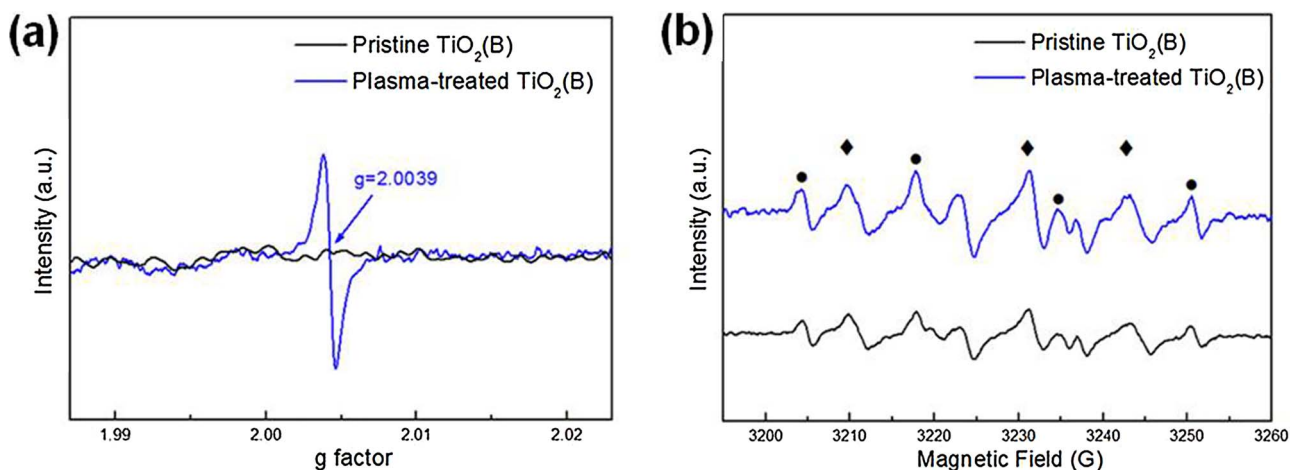 (a)
Pristine TiO₂(B)
Plasma-treated TiO₂(B)
g=2.0039
Intensity (a.u.)
1.99 2.00 2.01 2.02
g factor
(b)
Pristine TiO₂(B)
Plasma-treated TiO₂(B)
Intensity (a.u.)
3200 3210 3220 3230 3240 3250 3260
Magnetic Field (G)